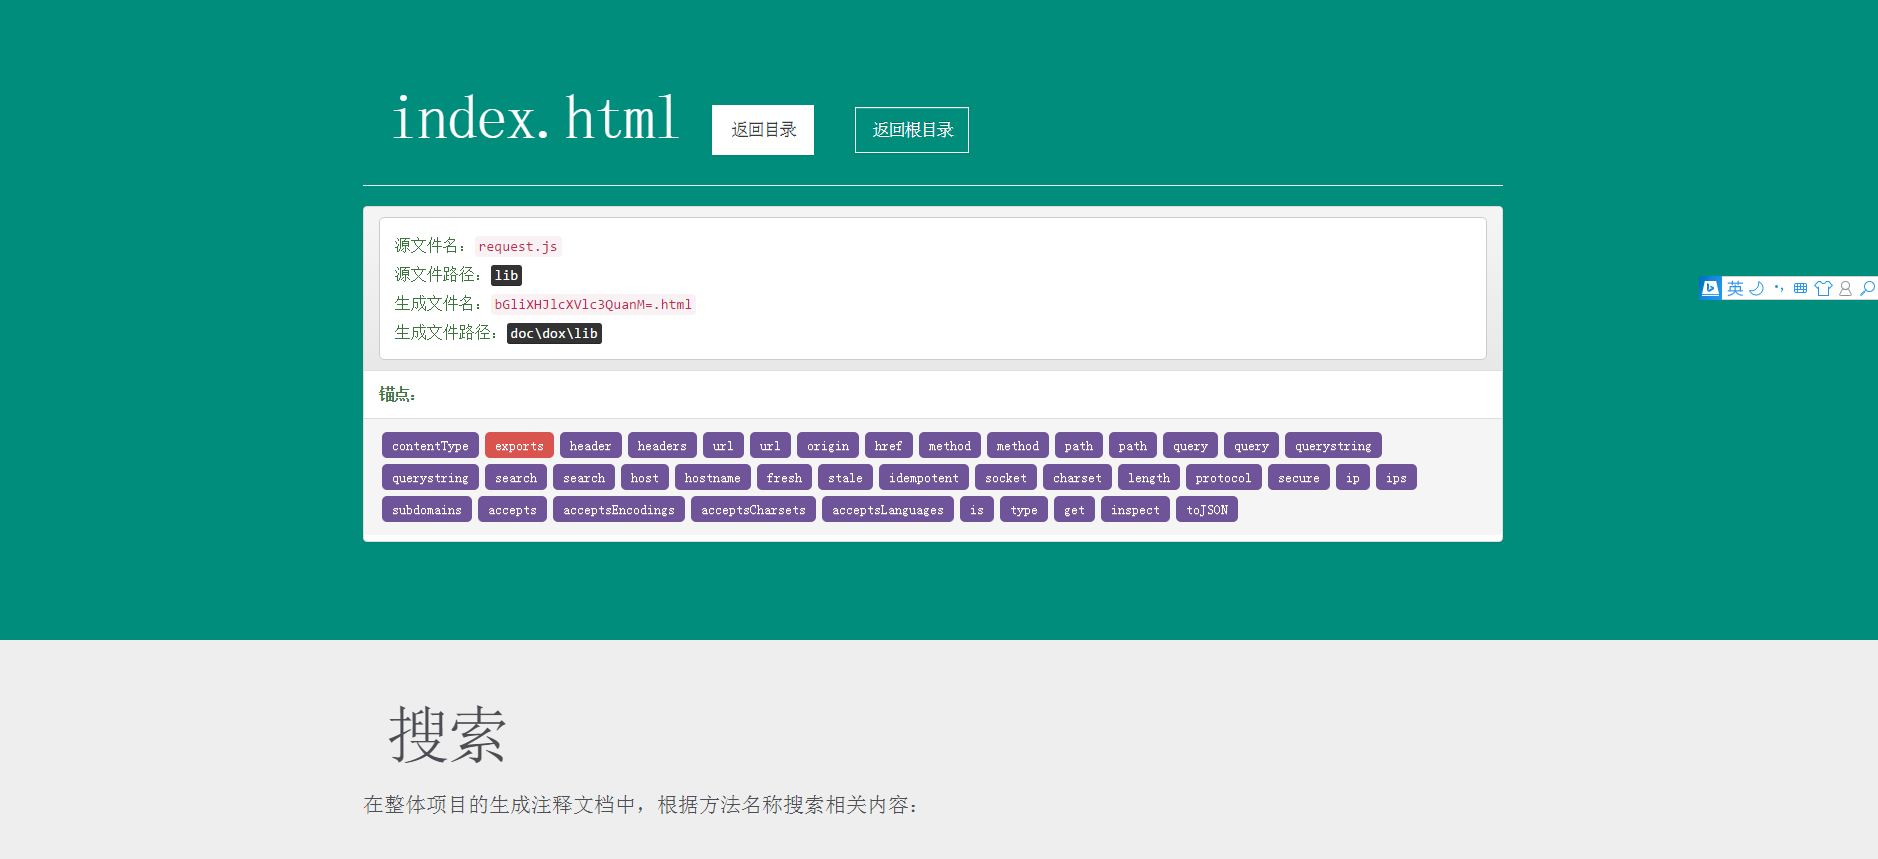 index.html 返回目录 返回根目录
源文件名: request.js
源文件路径: lib
生成文件名: bGliXHJlcXVlc3QuanM=.html
生成文件路径: doc\dox\lib
英
锚点:
contentType exports header headers url url origin href method method path path query query querystring
querystring search search host hostname fresh stale idempotent socket charset length protocol secure ip ips
subdomains accepts acceptsEncodings acceptsCharsets acceptsLanguages is type get inspect toJSON
搜索
在整体项目的生成注释文档中，根据方法名称搜索相关内容：